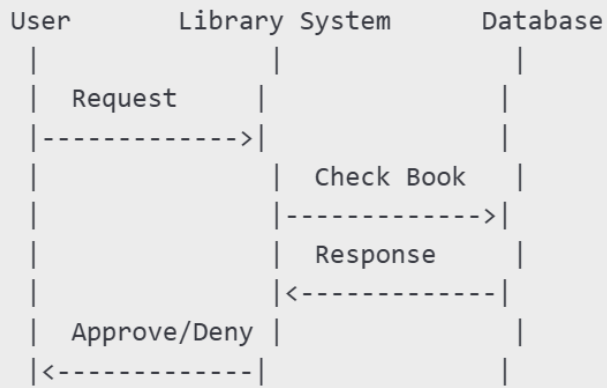 User       Library System      Database
 |                |                |
 |  Request     |                |
 |------------->|                |
 |                |  Check Book   |
 |                |------------->|
 |                |  Response     |
 |                |<-------------|
 |  Approve/Deny |                |
 |<-------------|                |